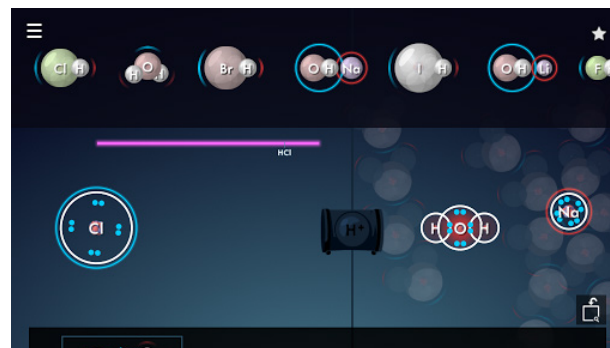 Cl H
H O H
Br H
O H Na
I H
O H Li
F H
HCl
Cl
H+
H O H
Na